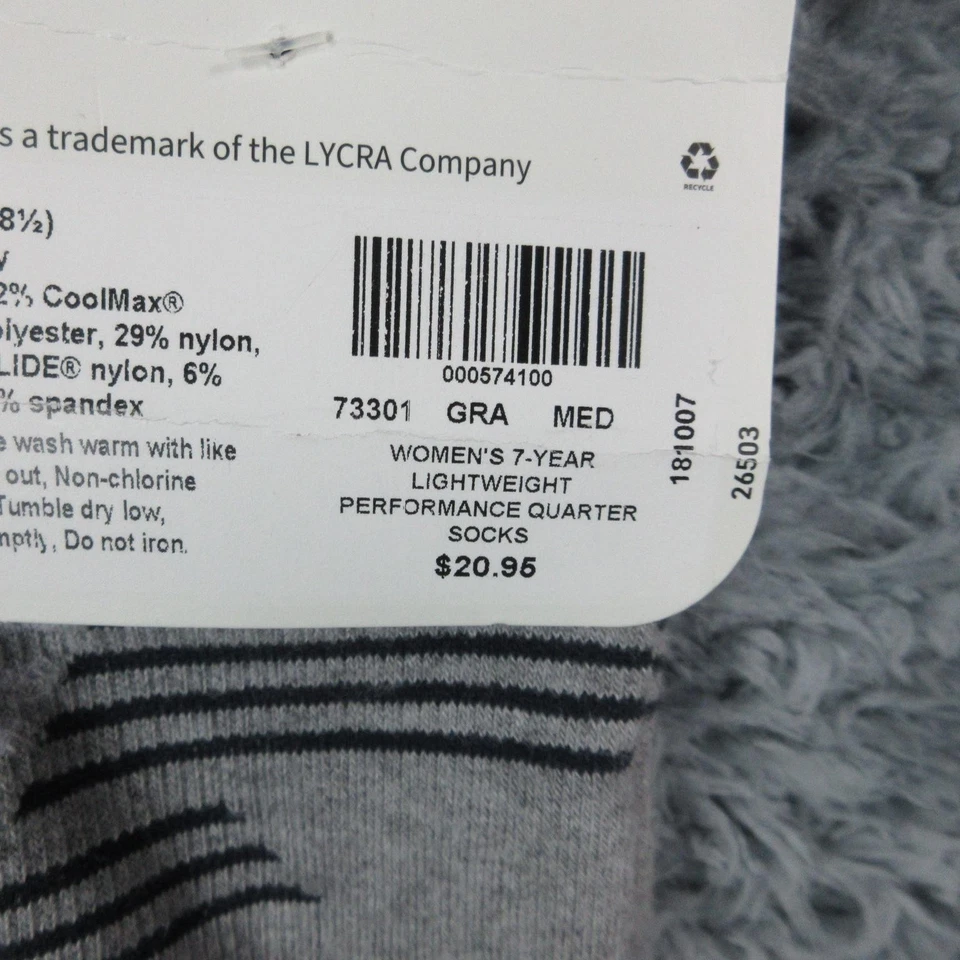 s a trademark of the LYCRA Company
RECYCLE
8½)
2% CoolMax®
olyester, 29% nylon,
LIDE® nylon, 6%
% spandex
e wash warm with like
out, Non-chlorine
Tumble dry low,
mptly, Do not iron.
000574100
73301 GRA MED
WOMEN'S 7-YEAR
LIGHTWEIGHT
PERFORMANCE QUARTER
SOCKS
$20.95
181007
26503